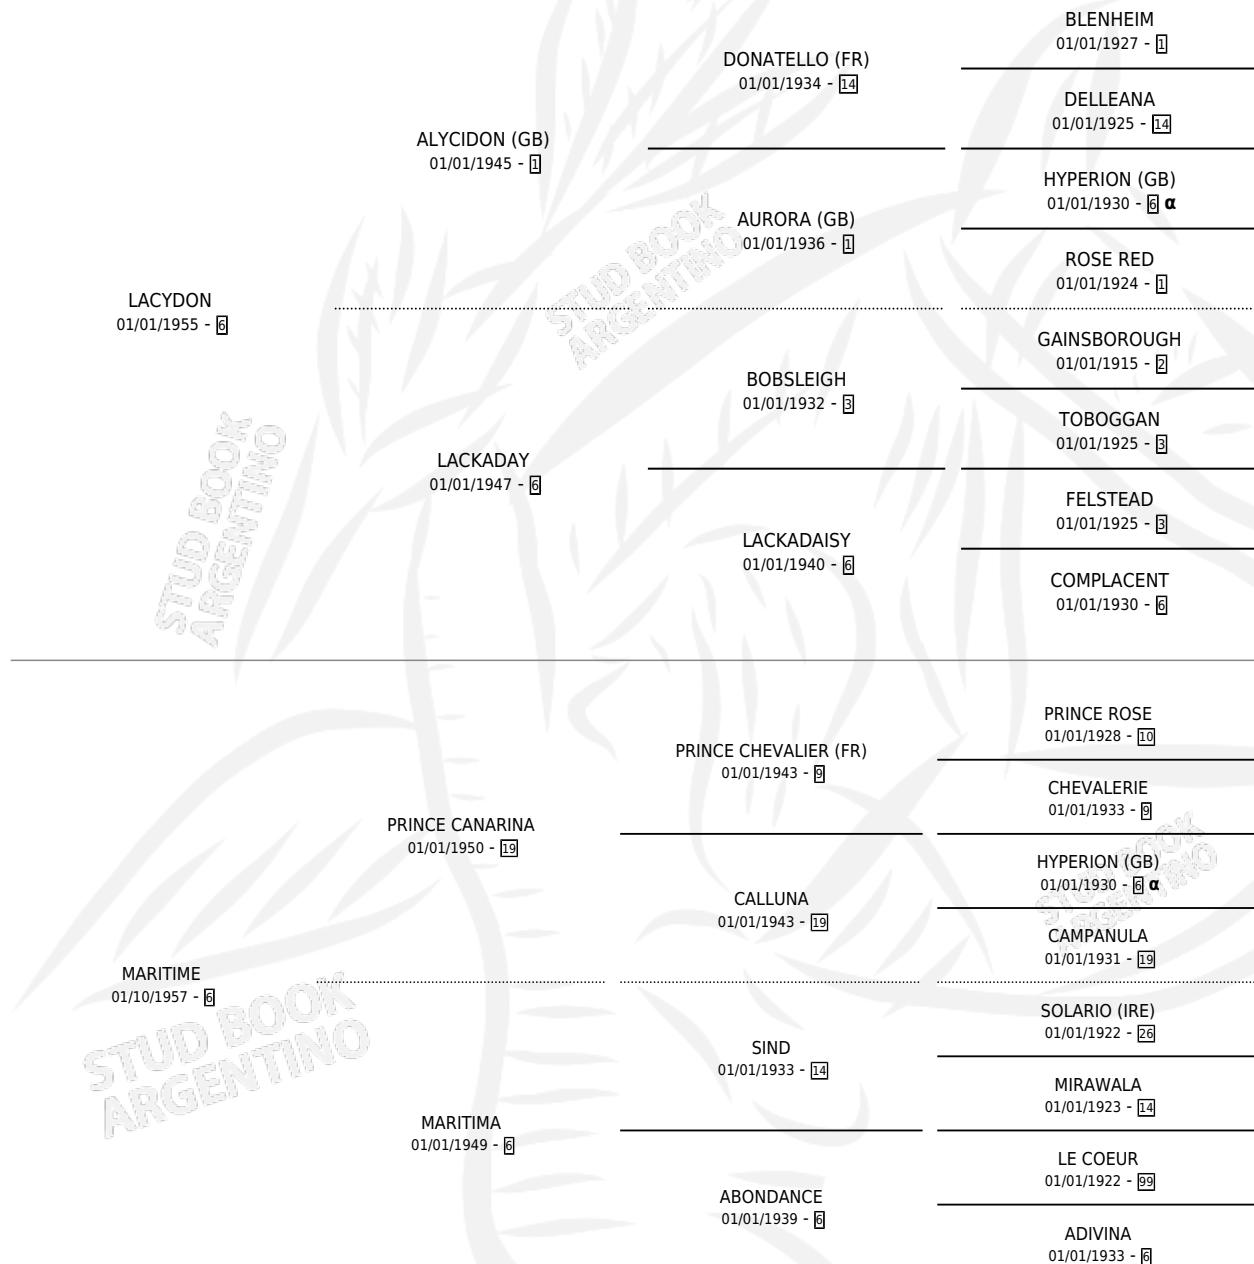 BLENHEIM
01/01/1927 - 1
DONATELLO (FR)
01/01/1934 - 14
DELLEANA
01/01/1925 - 14
ALYCIDON (GB)
01/01/1945 - 1
HYPERION (GB)
01/01/1930 - 6 α
AURORA (GB)
01/01/1936 - 1
ROSE RED
01/01/1924 - 1
LACYDON
01/01/1955 - 6
STUD BOOK
ARGENTINO
GAINSBOROUGH
01/01/1915 - 2
BOBSLEIGH
01/01/1932 - 3
TOBOGGAN
01/01/1925 - 3
LACKADAY
01/01/1947 - 6
STUD BOOK
ARGENTINO
FELSTEAD
01/01/1925 - 3
LACKADAISY
01/01/1940 - 6
COMPLACENT
01/01/1930 - 6
PRINCE ROSE
01/01/1928 - 10
PRINCE CHEVALIER (FR)
01/01/1943 - 9
CHEVALERIE
01/01/1933 - 9
PRINCE CANARINA
01/01/1950 - 19
HYPERION (GB)
01/01/1930 - 6 α
STUD BOOK
ARGENTINO
CALLUNA
01/01/1943 - 19
CAMPANULA
01/01/1931 - 19
MARITIME
01/10/1957 - 6
STUD BOOK
ARGENTINO
SOLARIO (IRE)
01/01/1922 - 26
SIND
01/01/1933 - 14
MIRAWALA
01/01/1923 - 14
MARITIMA
01/01/1949 - 6
LE COEUR
01/01/1922 - 99
ABONDANCE
01/01/1939 - 6
ADIVINA
01/01/1933 - 6